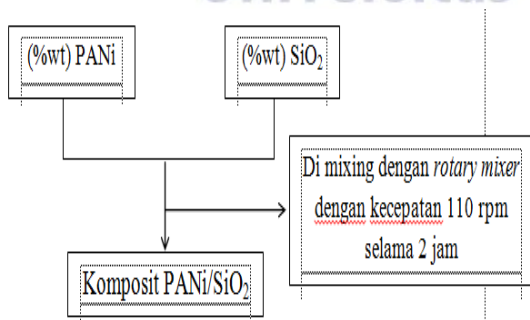 (%wt) PANi
(%wt) SiO₂
Di mixing dengan rotary mixer
dengan kecepatan 110 rpm
selama 2 jam
Komposit PANi/SiO₂